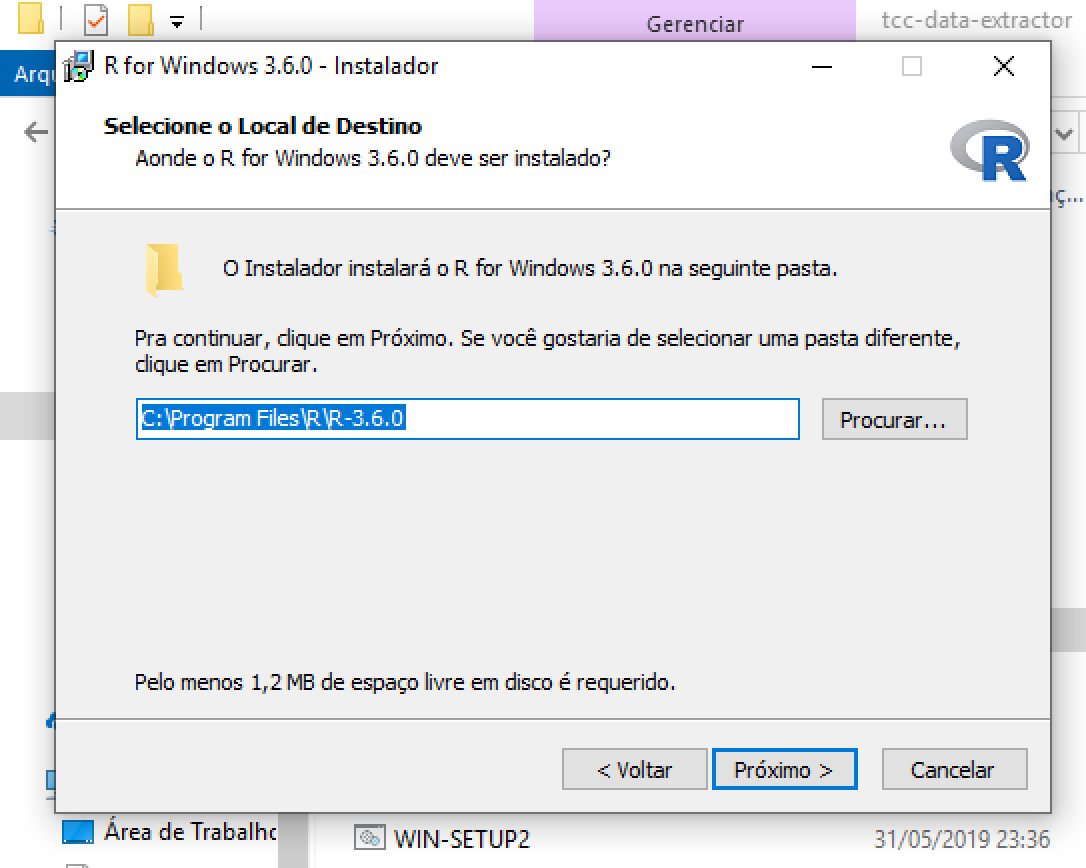 Gerenciar
tcc-data-extractor
Arqu
R for Windows 3.6.0 - Instalador
Selecione o Local de Destino
Aonde o R for Windows 3.6.0 deve ser instalado?
R
ç...
O Instalador instalará o R for Windows 3.6.0 na seguinte pasta.
Pra continuar, clique em Próximo. Se você gostaria de selecionar uma pasta diferente,
clique em Procurar.
C:\Program Files\R\R-3.6.0
Procurar...
Pelo menos 1,2 MB de espaço livre em disco é requerido.
< Voltar
Próximo >
Cancelar
Área de Trabalho
WIN-SETUP2
31/05/2019 23:36